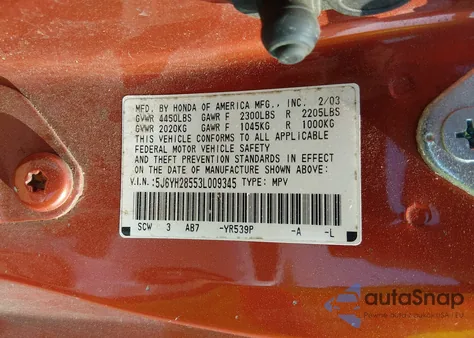 MFD. BY HONDA OF AMERICA MFG., INC. 2/03
GVWR 4450LBS GAWR F 2300LBS R 2205LBS
GVWR 2020KG GAWR F 1045KG R 1000KG
THIS VEHICLE CONFORMS TO ALL APPLICABLE
FEDERAL MOTOR VEHICLE SAFETY
AND THEFT PREVENTION STANDARDS IN EFFECT
ON THE DATE OF MANUFACTURE SHOWN ABOVE.
V.I.N. :5J6YH28553L009345 TYPE: MPV
SCW 3 AB7 -YR539P -A -L
autaSnap